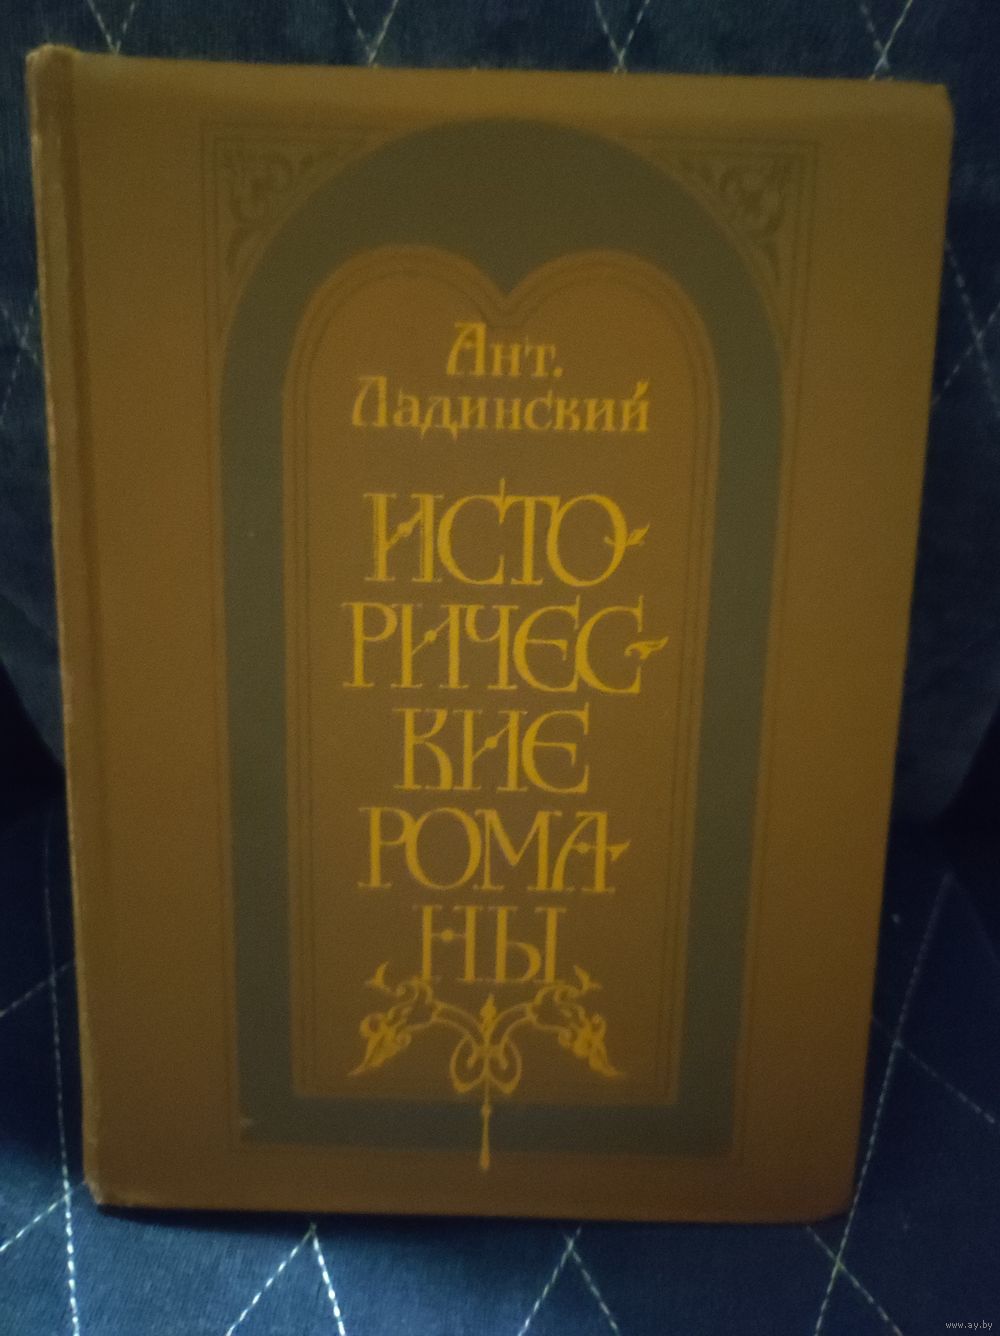 Ант.
Ладинский
ИСТО-
РИЧЕС-
КИЕ
РОМА-
НЫ
www.ay.by